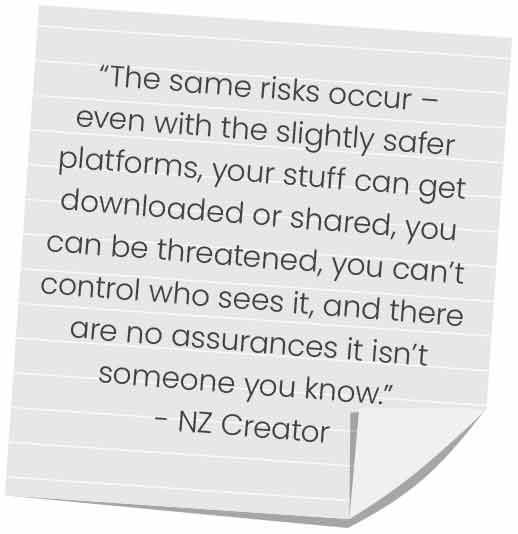 “The same risks occur –
even with the slightly safer
platforms, your stuff can get
downloaded or shared, you
can be threatened, you can’t
control who sees it, and there
are no assurances it isn’t
someone you know.”
- NZ Creator